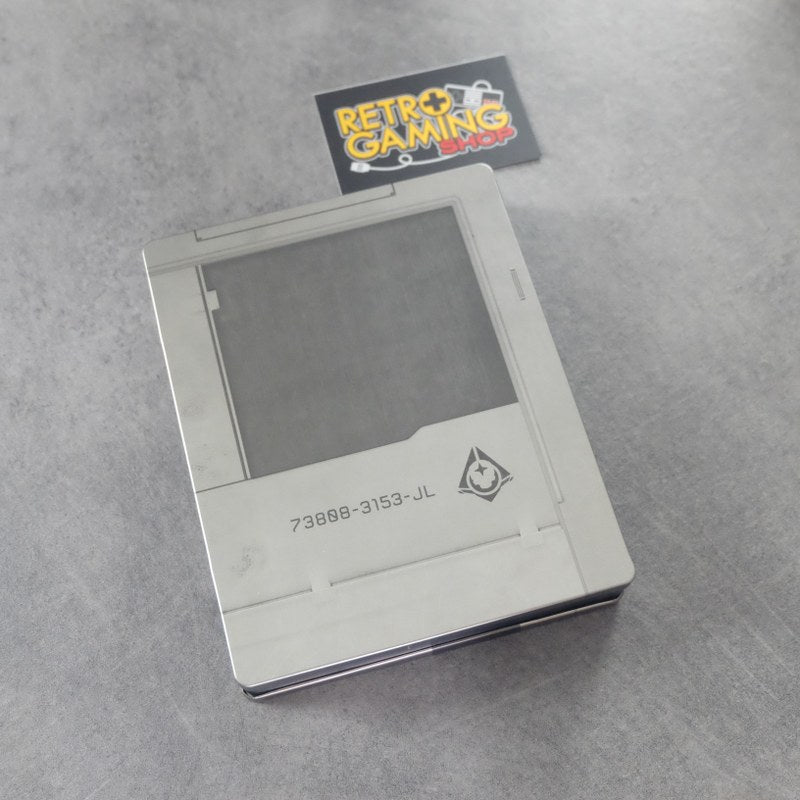 RETRO
GAMING
SHOP
73808-3153-JL